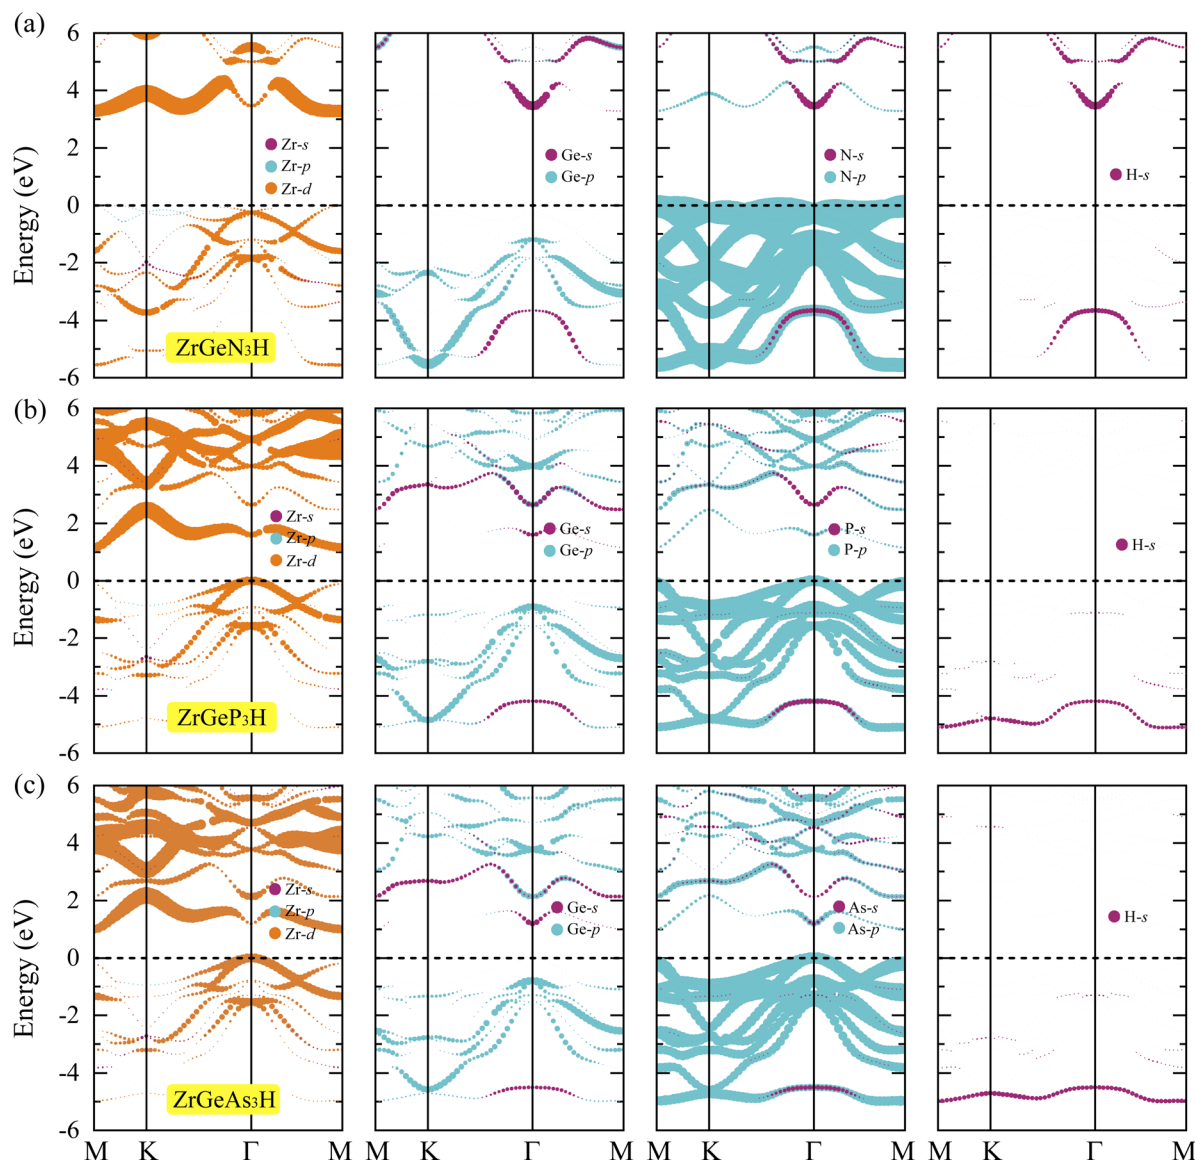 (a)
6
4
2
0
-2
-4
-6
Energy (eV)
Zr-s
Zr-p
Zr-d
ZrGeN₃H
Ge-s
Ge-p
N-s
N-p
H-s
(b)
6
4
2
0
-2
-4
-6
Energy (eV)
Zr-s
Zr-p
Zr-d
ZrGeP₃H
Ge-s
Ge-p
P-s
P-p
H-s
(c)
6
4
2
0
-2
-4
-6
Energy (eV)
Zr-s
Zr-p
Zr-d
ZrGeAs₃H
Ge-s
Ge-p
As-s
As-p
H-s
M K Γ M K Γ M K Γ M K Γ M